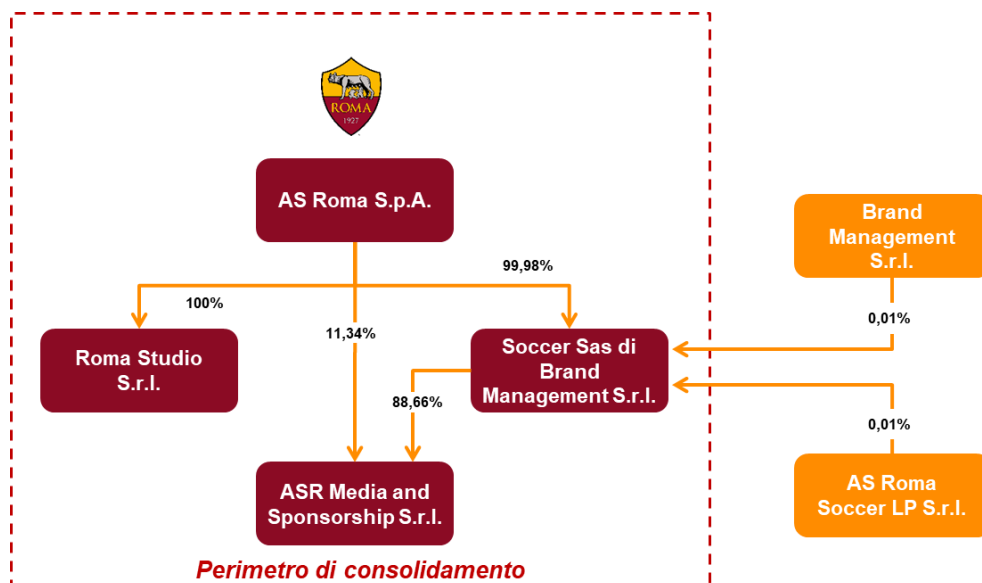 ROMA
1927
AS Roma S.p.A.
Brand
Management
S.r.l.
99,98%
100%
11,34%
0,01%
Roma Studio
S.r.l.
Soccer Sas di
Brand
Management S.r.l.
88,66%
0,01%
ASR Media and
Sponsorship S.r.l.
AS Roma
Soccer LP S.r.l.
Perimetro di consolidamento